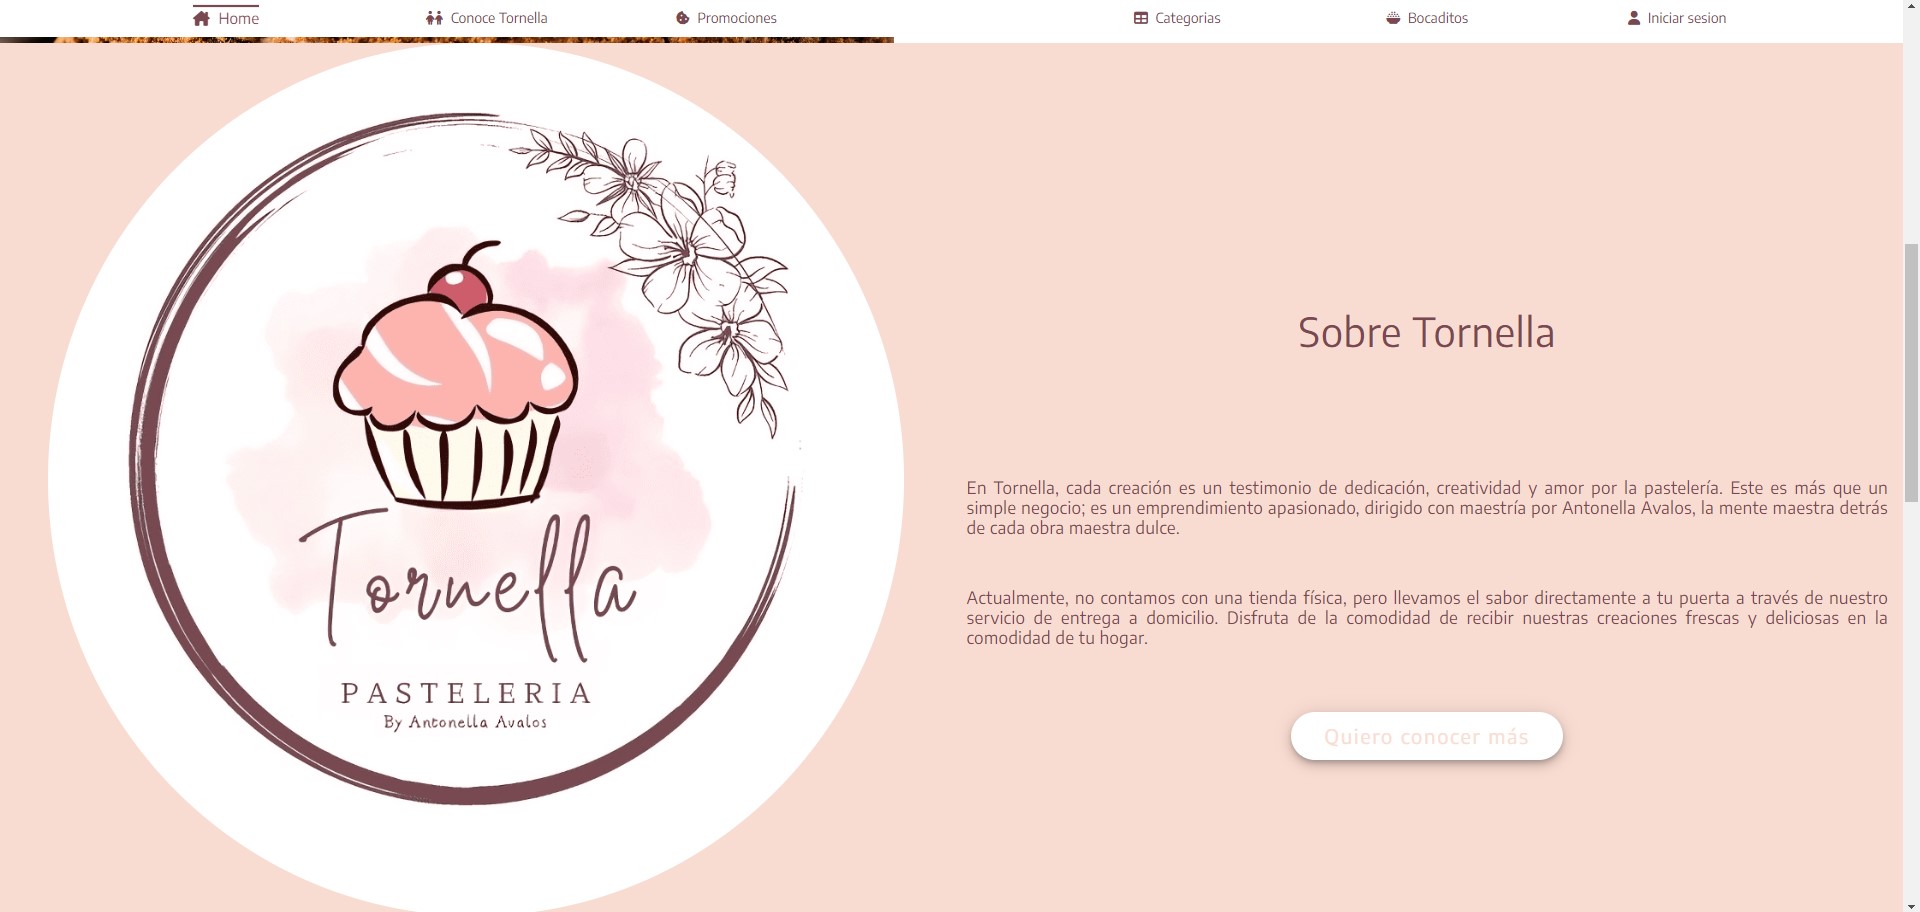 Home
Conoce Tornella
Promociones
Categorias
Bocaditos
Iniciar sesion
Tornella
PASTELERIA
By Antonella Avalos
Sobre Tornella
En Tornella, cada creación es un testimonio de dedicación, creatividad y amor por la pastelería. Este es más que un
simple negocio; es un emprendimiento apasionado, dirigido con maestría por Antonella Avalos, la mente maestra detrás
de cada obra maestra dulce.
Actualmente, no contamos con una tienda física, pero llevamos el sabor directamente a tu puerta a través de nuestro
servicio de entrega a domicilio. Disfruta de la comodidad de recibir nuestras creaciones frescas y deliciosas en la
comodidad de tu hogar.
Quiero conocer más